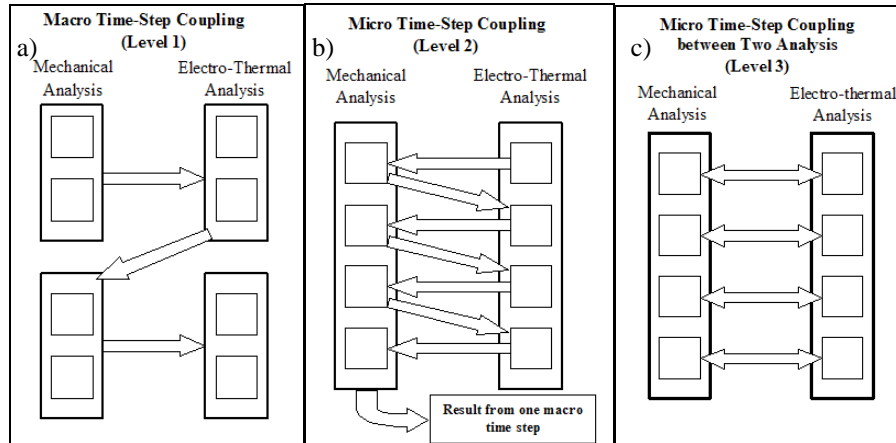 a)
Macro Time-Step Coupling
(Level 1)
Mechanical
Analysis
Electro-Thermal
Analysis
b)
Micro Time-Step Coupling
(Level 2)
Mechanical
Analysis
Electro-Thermal
Analysis
Result from one macro
time step
c)
Micro Time-Step Coupling
between Two Analysis
(Level 3)
Mechanical
Analysis
Electro-thermal
Analysis